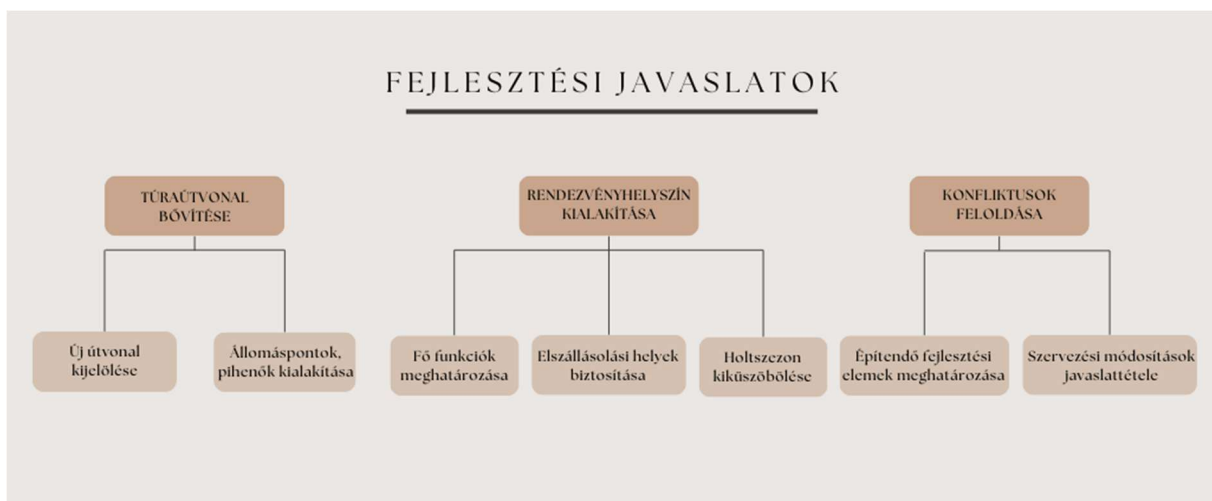 FEJLESZTÉSI JAVASLATOK
TÚRAÚTVONAL
BŐVÍTÉSE
RENDEZVÉNYHELYSZÍN
KIALAKÍTÁSA
KONFLIKTUSOK
FELOLDÁSA
Új útvonal
kijelölése
Állomáspontok,
pihenők kialakítása
Fő funkciók
meghatározása
Elszállásolási helyek
biztosítása
Holtszezon
kiküszöbölése
Építendő fejlesztési
elemek meghatározása
Szervezési módosítások
javaslattétele